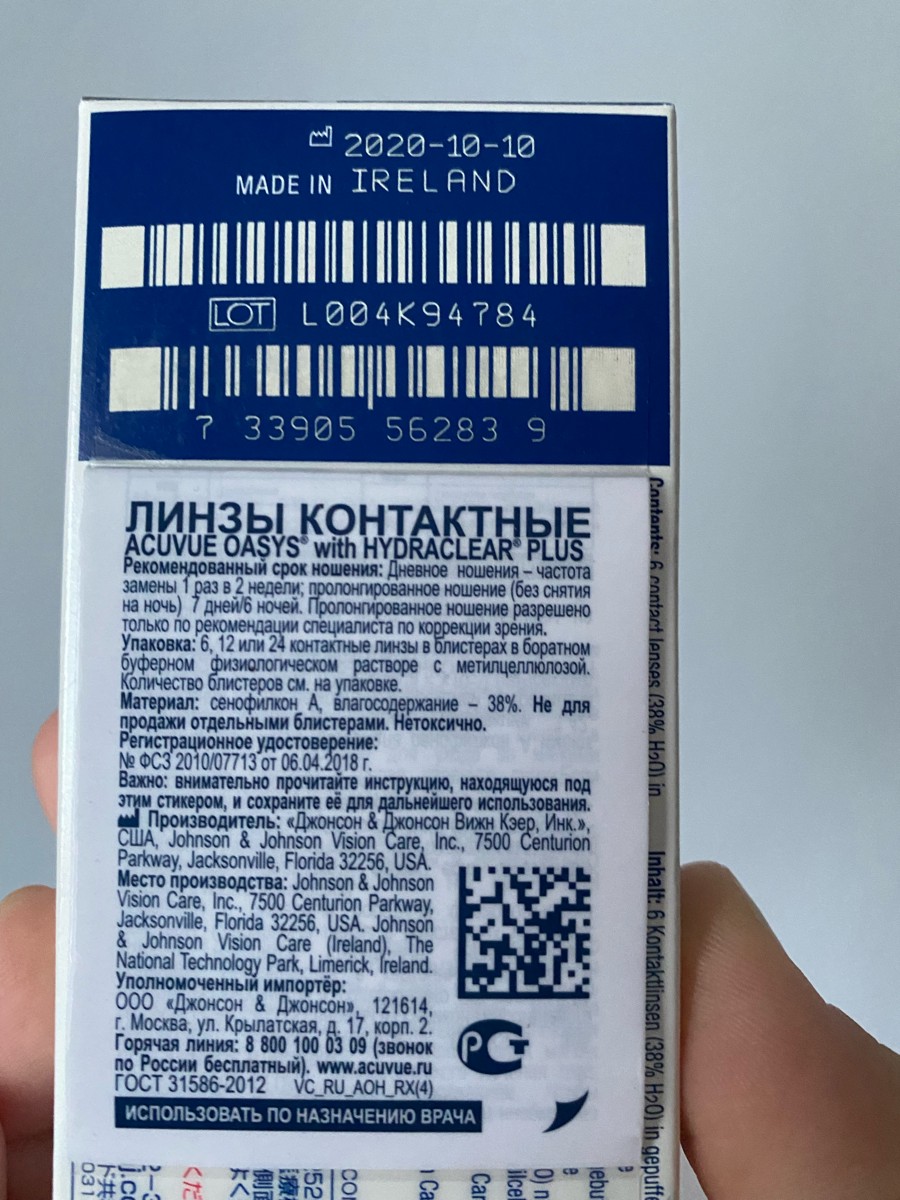 2020-10-10
MADE IN IRELAND
LOT L004K94784
7 33905 56283 9
ЛИНЗЫ КОНТАКТНЫЕ
ACUVUE OASYS® with HYDRACLEAR® PLUS
Рекомендованный срок ношения: Дневное ношения – частота
замены 1 раз в 2 недели; пролонгированное ношение (без снятия
на ночь) 7 дней/6 ночей. Пролонгированное ношение разрешено
только по рекомендации специалиста по коррекции зрения.
Упаковка: 6, 12 или 24 контактные линзы в блистерах в боратном
буферном физиологическом растворе с метилцеллюлозой.
Количество блистеров см. на упаковке.
Материал: сенофилкон А, влагосодержание – 38%. Не для
продажи отдельными блистерами. Нетоксично.
Регистрационное удостоверение:
№ ФСЗ 2010/07713 от 06.04.2018 г.
Важно: внимательно прочитайте инструкцию, находящуюся под
этим стикером, и сохраните её для дальнейшего использования.
Производитель: «Джонсон & Джонсон Вижн Кэер, Инк.»,
США, Johnson & Johnson Vision Care, Inc., 7500 Centurion
Parkway, Jacksonville, Florida 32256, USA.
Место производства: Johnson & Johnson
Vision Care, Inc., 7500 Centurion Parkway,
Jacksonville, Florida 32256, USA. Johnson
& Johnson Vision Care (Ireland), The
National Technology Park, Limerick, Ireland.
Уполномоченный импортёр:
ООО «Джонсон & Джонсон», 121614,
г. Москва, ул. Крылатская, д. 17, корп. 2.
Горячая линия: 8 800 100 03 09 (звонок
по России бесплатный). www.acuvue.ru
ГОСТ 31586-2012 VC_RU_AOH_RX(4)
ИСПОЛЬЗОВАТЬ ПО НАЗНАЧЕНИЮ ВРАЧА
Contents: 6 contact lenses (38% H₂O) in
Inhalt: 6 Kontaktlinsen (38% H₂O) in